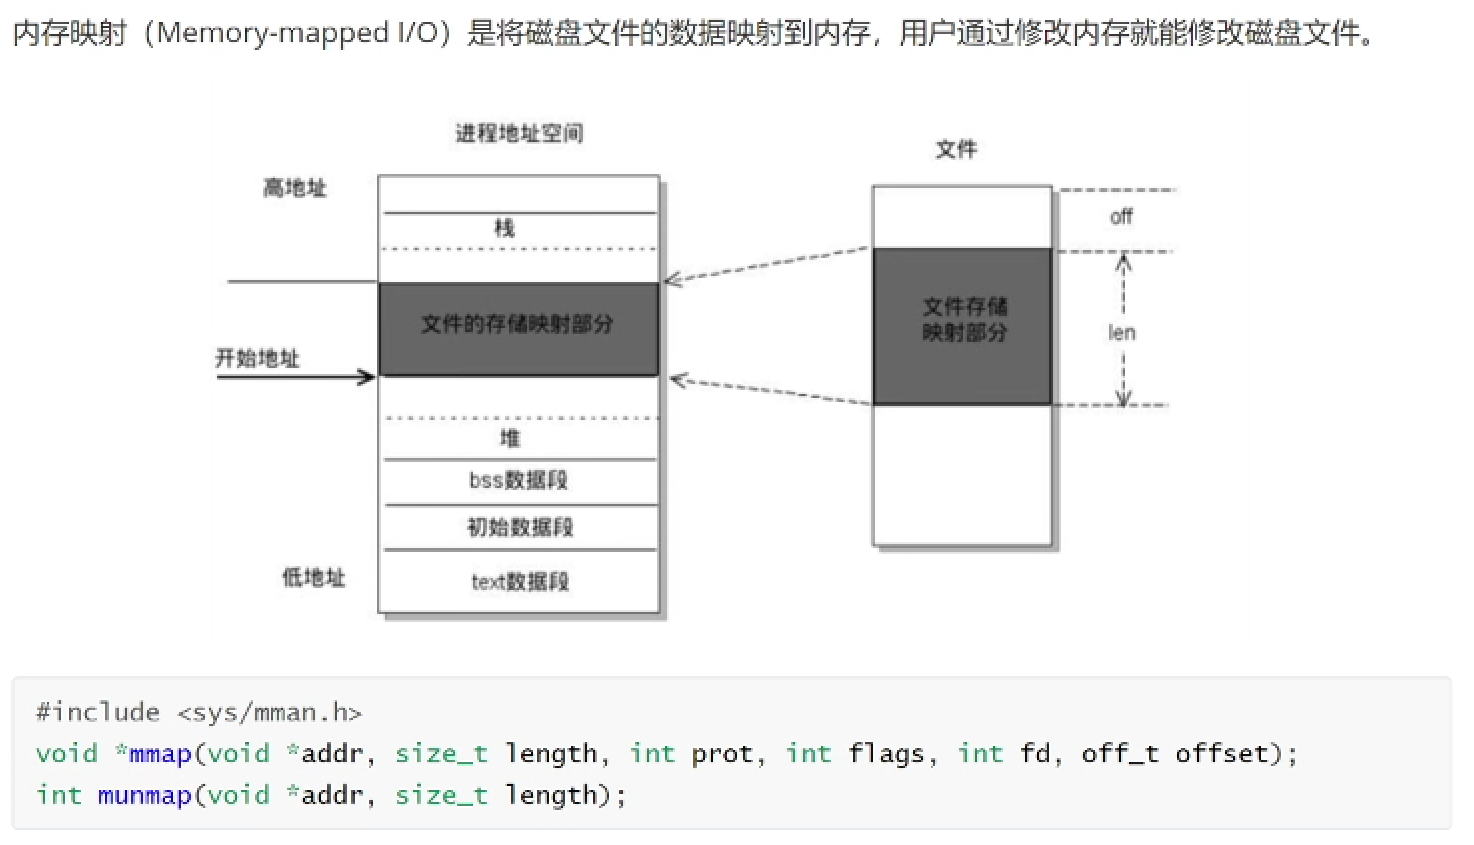 内存映射（Memory-mapped I/O）是将磁盘文件的数据映射到内存，用户通过修改内存就能修改磁盘文件。
进程地址空间
文件
高地址
栈
off
文件的存储映射部分
文件存储
映射部分
len
开始地址
堆
bss数据段
初始数据段
低地址
text数据段
#include <sys/mman.h>
void *mmap(void *addr, size_t length, int prot, int flags, int fd, off_t offset);
int munmap(void *addr, size_t length);